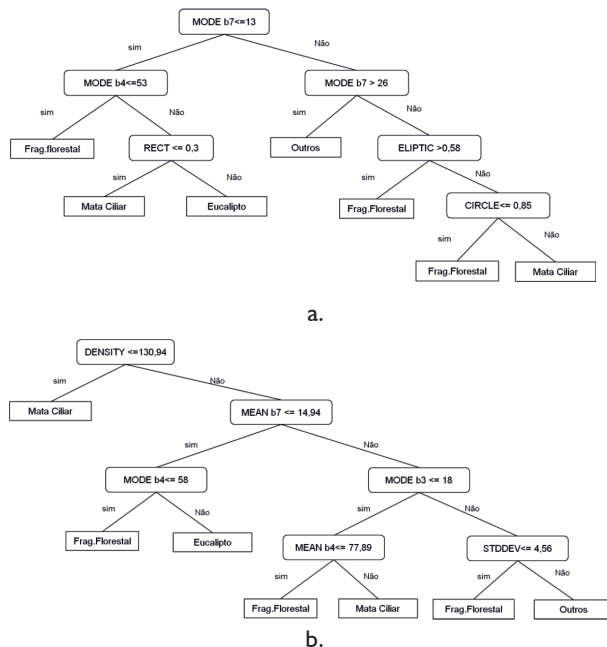 MODE b7<=13
sim
Não
MODE b4<=53
MODE b7 > 26
sim
Não
sim
Não
Frag.florestal
RECT <= 0,3
Outros
ELIPTIC >0,58
sim
Não
sim
Não
Mata Ciliar
Eucalipto
Frag.Florestal
CIRCLE<= 0,85
sim
Não
Frag.Florestal
Mata Ciliar
a.
DENSITY <=130,94
sim
Não
Mata Ciliar
MEAN b7 <= 14,94
sim
Não
MODE b4<= 58
MODE b3 <= 18
sim
Não
sim
Não
Frag.Florestal
Eucalipto
MEAN b4<= 77,89
STDDEV<= 4,56
sim
Não
sim
Não
Frag.Florestal
Mata Ciliar
Frag.Florestal
Outros
b.